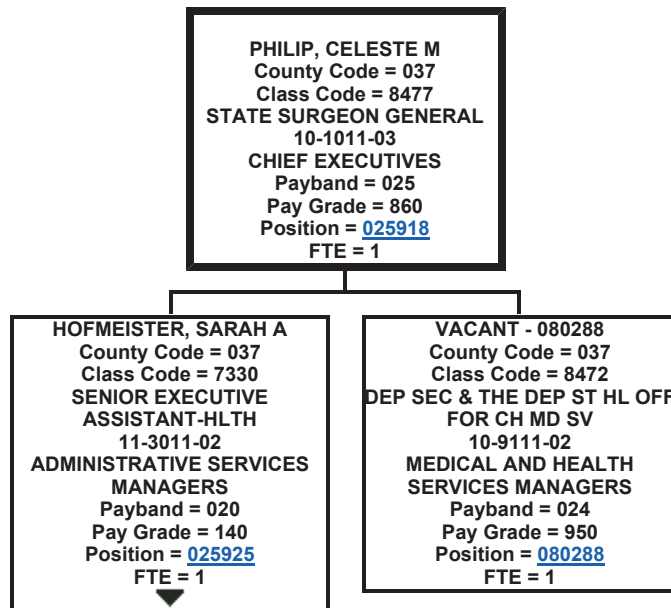 PHILIP, CELESTE M
County Code = 037
Class Code = 8477
STATE SURGEON GENERAL
10-1011-03
CHIEF EXECUTIVES
Payband = 025
Pay Grade = 860
Position = 025918
FTE = 1
HOFMEISTER, SARAH A
County Code = 037
Class Code = 7330
SENIOR EXECUTIVE
ASSISTANT-HLTH
11-3011-02
ADMINISTRATIVE SERVICES
MANAGERS
Payband = 020
Pay Grade = 140
Position = 025925
FTE = 1
VACANT - 080288
County Code = 037
Class Code = 8472
DEP SEC & THE DEP ST HL OFF
FOR CH MD SV
10-9111-02
MEDICAL AND HEALTH
SERVICES MANAGERS
Payband = 024
Pay Grade = 950
Position = 080288
FTE = 1